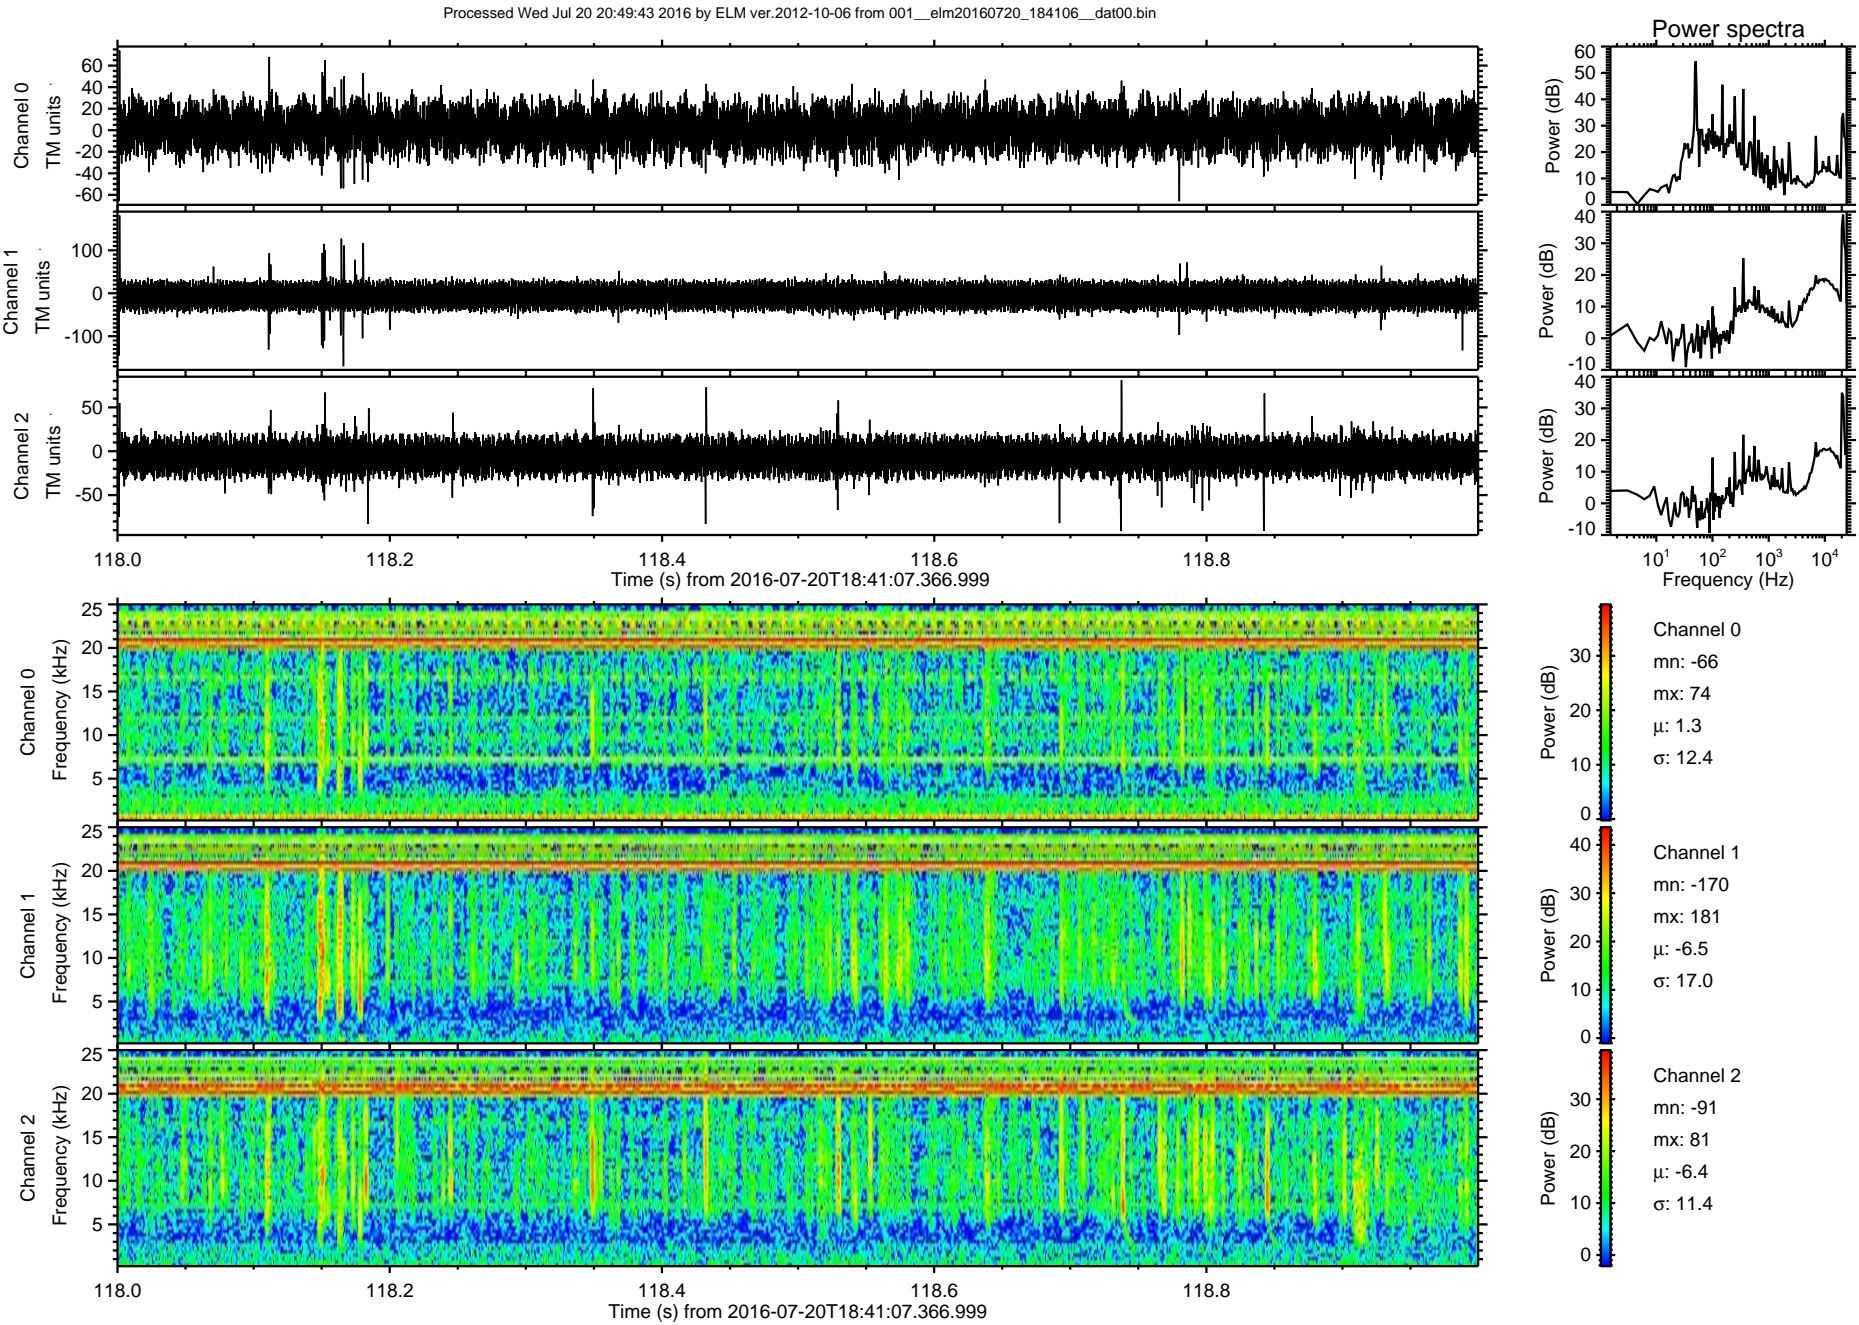 Processed Wed Jul 20 20:49:43 2016 by ELM ver.2012-10-06 from 001__elm20160720_184106__dat00.bin
Power spectra
Channel 0
TM units
60
40
20
0
-20
-40
-60
Power (dB)
60
50
40
30
20
10
0
Channel 1
TM units
100
0
-100
Power (dB)
40
30
20
10
0
-10
Channel 2
TM units
50
0
-50
Power (dB)
40
30
20
10
0
-10
118.0 118.2 118.4 118.6 118.8
Time (s) from 2016-07-20T18:41:07.366.999
10¹ 10² 10³ 10⁴
Frequency (Hz)
Channel 0
Frequency (kHz)
25
20
15
10
5
Power (dB)
30
20
10
0
Channel 0
mn: -66
mx: 74
µ: 1.3
σ: 12.4
Channel 1
Frequency (kHz)
25
20
15
10
5
Power (dB)
40
30
20
10
0
Channel 1
mn: -170
mx: 181
µ: -6.5
σ: 17.0
Channel 2
Frequency (kHz)
25
20
15
10
5
Power (dB)
30
20
10
0
Channel 2
mn: -91
mx: 81
µ: -6.4
σ: 11.4
118.0 118.2 118.4 118.6 118.8
Time (s) from 2016-07-20T18:41:07.366.999